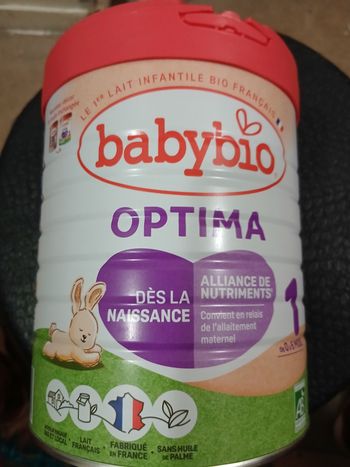 LE 1er LAIT INFANTILE BIO FRANÇAIS
babybio
OPTIMA
DÈS LA
NAISSANCE
ALLIANCE DE
NUTRIMENTS
Convient en relais
de l'allaitement
maternel
1
LAIT
FRANÇAIS
FABRIQUÉ
EN FRANCE
SANS HUILE
DE PALME
AB